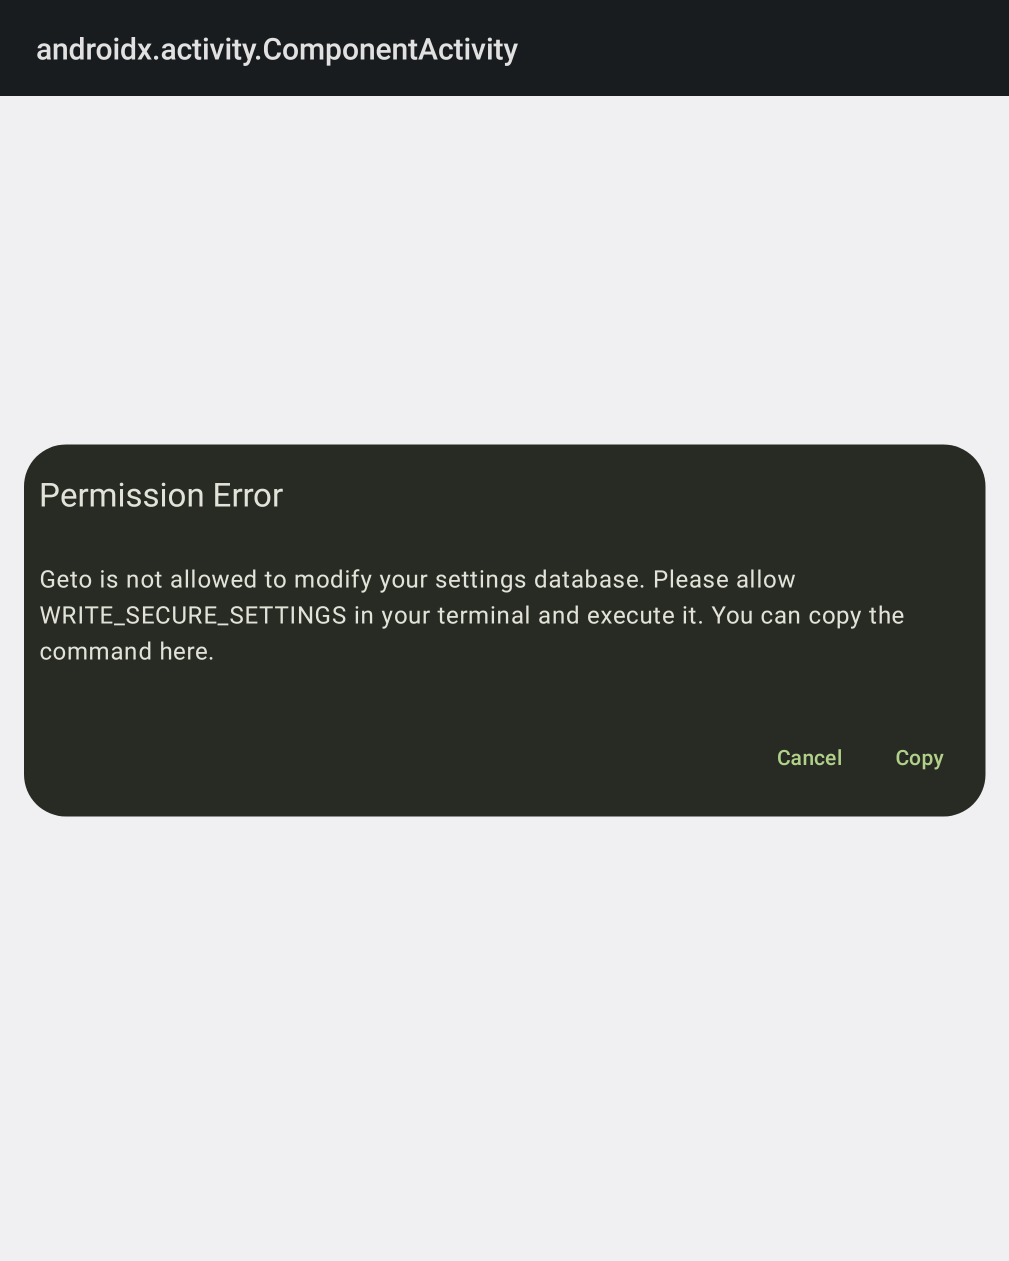 androidx.activity.ComponentActivity
Permission Error
Geto is not allowed to modify your settings database. Please allow
WRITE_SECURE_SETTINGS in your terminal and execute it. You can copy the
command here.
Cancel Copy